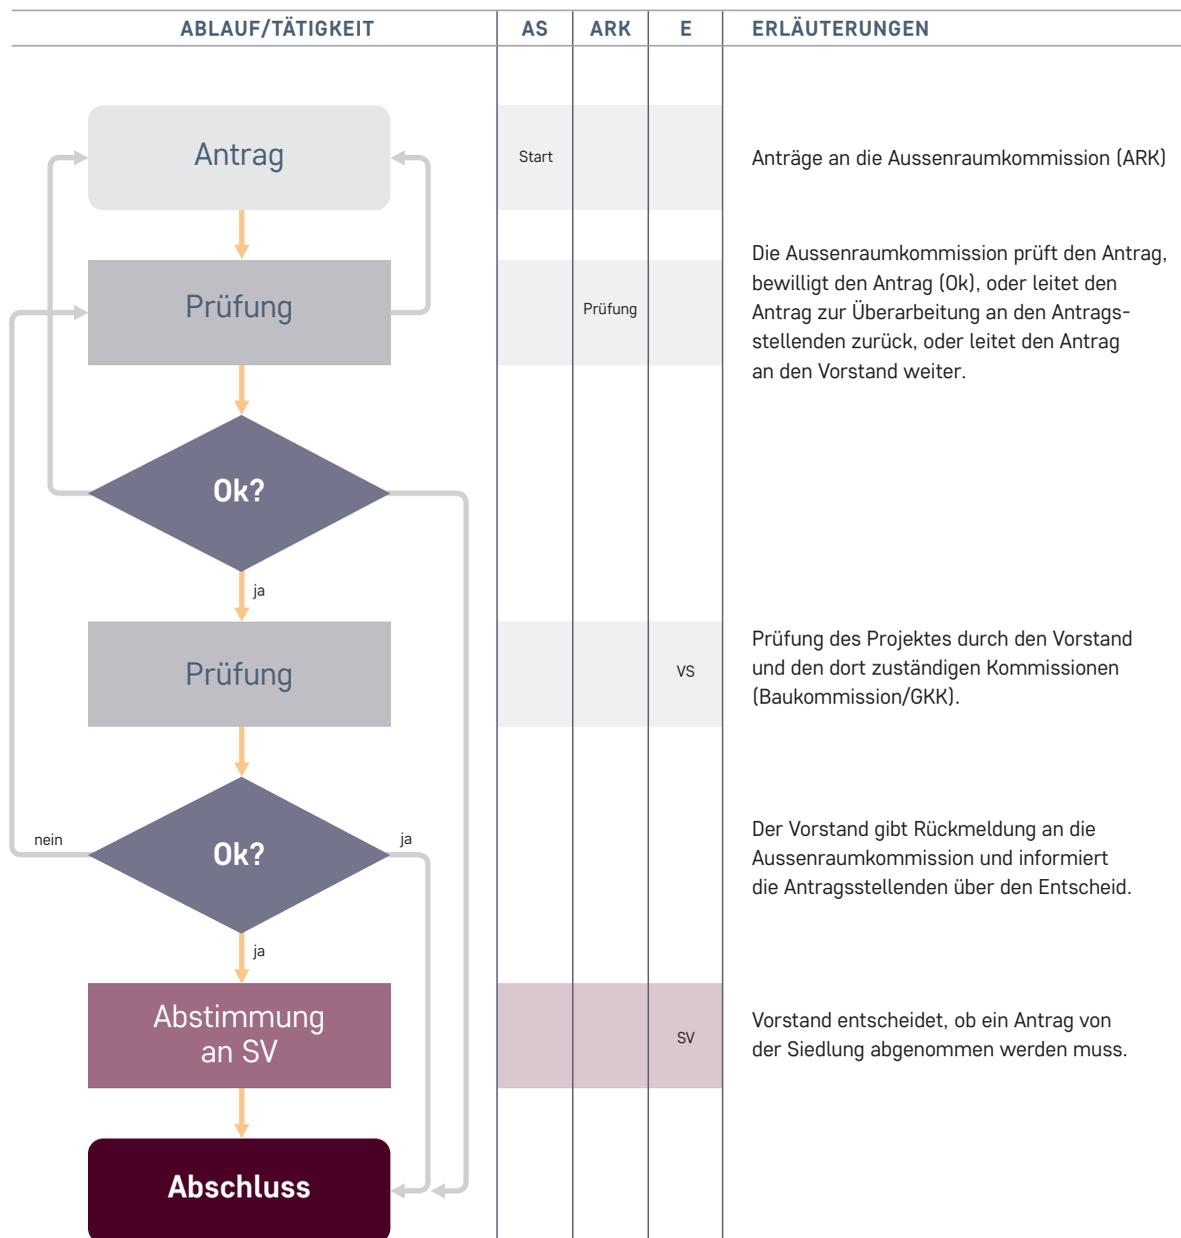 ABLAUF/TÄTIGKEIT AS ARK E ERLÄUTERUNGEN
Antrag
Start
Anträge an die Aussenraumkommission (ARK)
Prüfung
Prüfung
Die Aussenraumkommission prüft den Antrag,
bewilligt den Antrag (Ok), oder leitet den
Antrag zur Überarbeitung an den Antrags-
stellenden zurück, oder leitet den Antrag
an den Vorstand weiter.
Ok?
ja
Prüfung
VS
Prüfung des Projektes durch den Vorstand
und den dort zuständigen Kommissionen
(Baukommission/GKK).
nein
Ok?
ja
Der Vorstand gibt Rückmeldung an die
Aussenraumkommission und informiert
die Antragsstellenden über den Entscheid.
ja
Abstimmung
an SV
SV
Vorstand entscheidet, ob ein Antrag von
der Siedlung abgenommen werden muss.
Abschluss